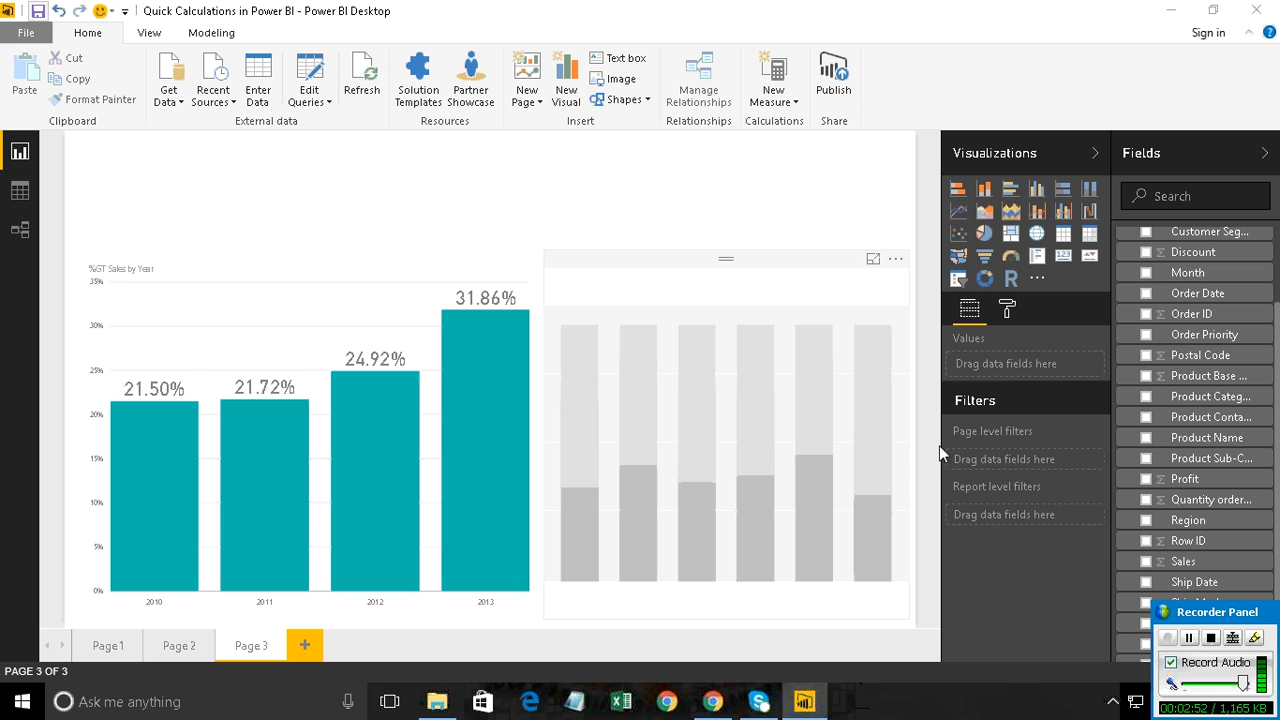 Quick Calculations in Power BI - Power BI Desktop
File Home View Modeling Sign in
Paste Cut Copy Format Painter
Get Data Recent Sources Enter Data Edit Queries Refresh
Solution Templates Partner Showcase
New Page New Visual Text box Image Shapes
Manage Relationships New Measure Publish
Clipboard External data Resources Insert Relationships Calculations Share
Visualizations
Values
Drag data fields here
Filters
Page level filters
Drag data fields here
Report level filters
Drag data fields here
Fields
Search
Customer Seg...
Discount
Month
Order Date
Order ID
Order Priority
Postal Code
Product Base ...
Product Categ...
Product Conta...
Product Name
Product Sub-C...
Profit
Quantity order...
Region
Row ID
Sales
Ship Date
%GT Sales by Year
35%
30%
25%
20%
15%
10%
5%
0%
21.50% 21.72% 24.92% 31.86%
2010 2011 2012 2013
Page 1 Page 2 Page 3
PAGE 3 OF 3
Recorder Panel
Record Audio
00:02:52 / 1,165 KB
Ask me anything